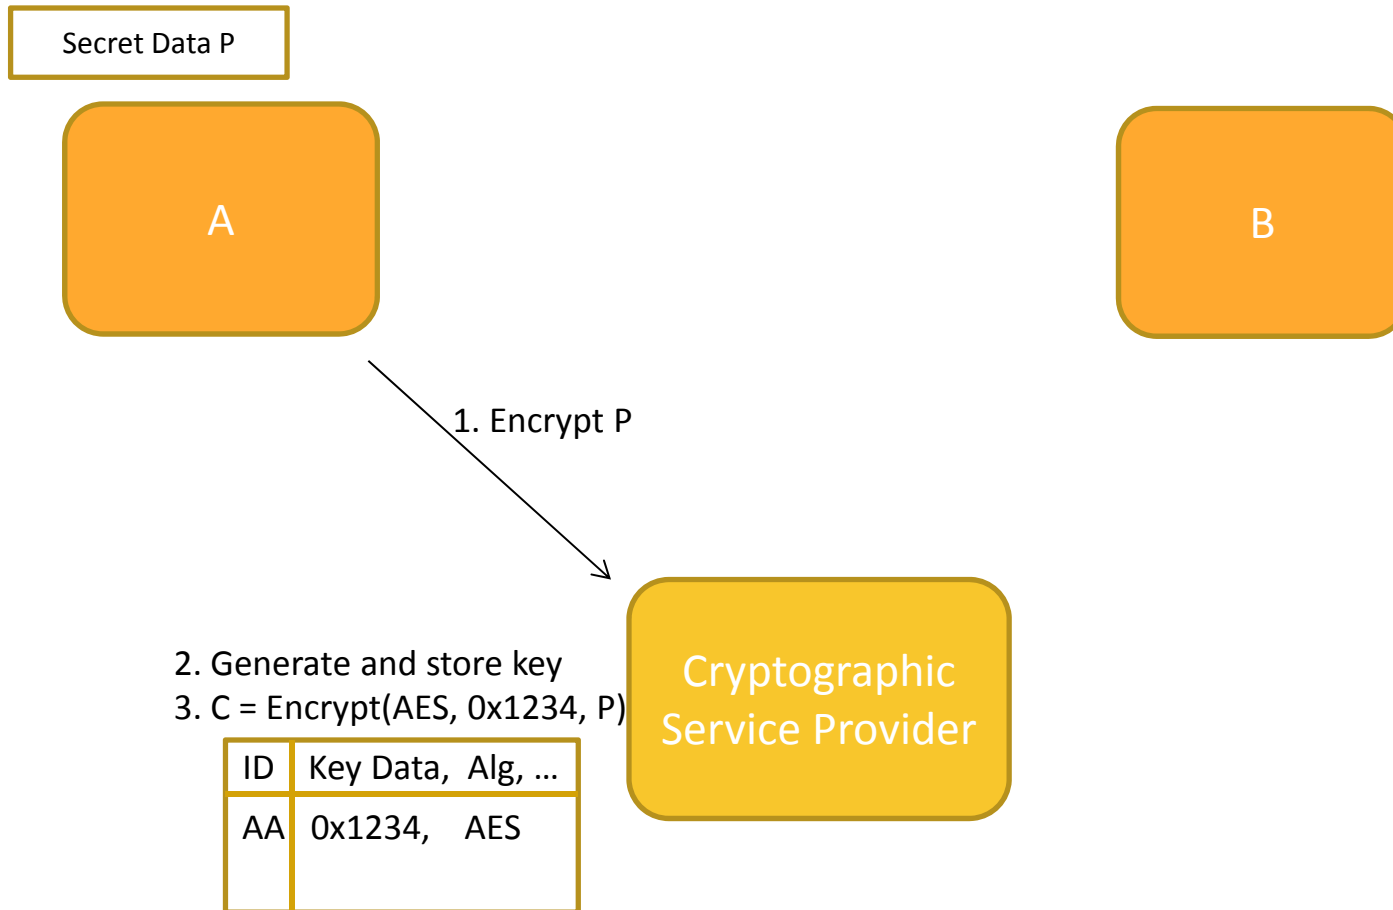 Secret Data P
A
B
1. Encrypt P
2. Generate and store key
3. C = Encrypt(AES, 0x1234, P)
Cryptographic
Service Provider
ID Key Data, Alg, ...
AA 0x1234, AES